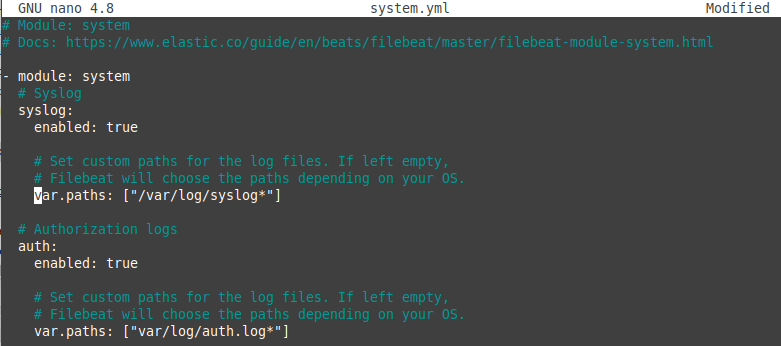 GNU nano 4.8 system.yml Modified
# Module: system
# Docs: https://www.elastic.co/guide/en/beats/filebeat/master/filebeat-module-system.html
- module: system
# Syslog
syslog:
enabled: true
# Set custom paths for the log files. If left empty,
# Filebeat will choose the paths depending on your OS.
var.paths: ["/var/log/syslog*"]
# Authorization logs
auth:
enabled: true
# Set custom paths for the log files. If left empty,
# Filebeat will choose the paths depending on your OS.
var.paths: ["var/log/auth.log*"]